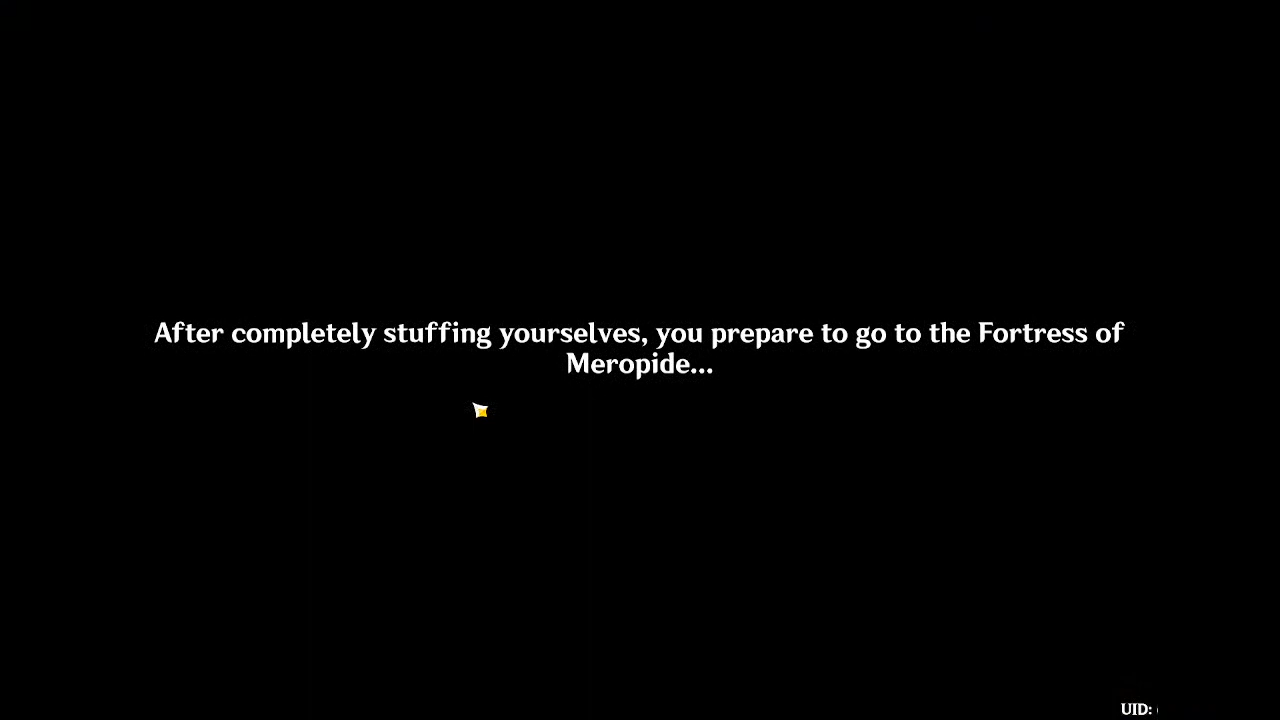 After completely stuffing yourselves, you prepare to go to the Fortress of
Meropide...
UID: